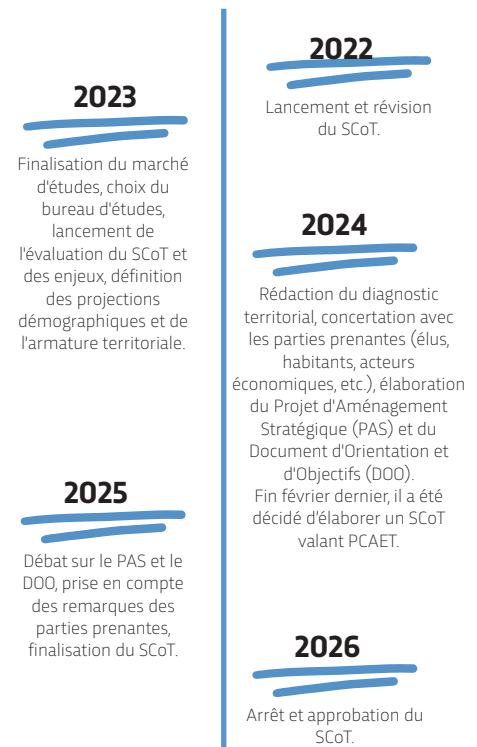 2022
Lancement et révision
du SCoT.
2023
Finalisation du marché
d'études, choix du
bureau d'études,
lancement de
l'évaluation du SCoT et
des enjeux, définition
des projections
démographiques et de
l'armature territoriale.
2024
Rédaction du diagnostic
territorial, concertation avec
les parties prenantes (élus,
habitants, acteurs
économiques, etc.), élaboration
du Projet d'Aménagement
Stratégique (PAS) et du
Document d'Orientation et
d'Objectifs (DOO).
Fin février dernier, il a été
décidé d'élaborer un SCoT
valant PCAET.
2025
Débat sur le PAS et le
DOO, prise en compte
des remarques des
parties prenantes,
finalisation du SCoT.
2026
Arrêt et approbation du
SCoT.